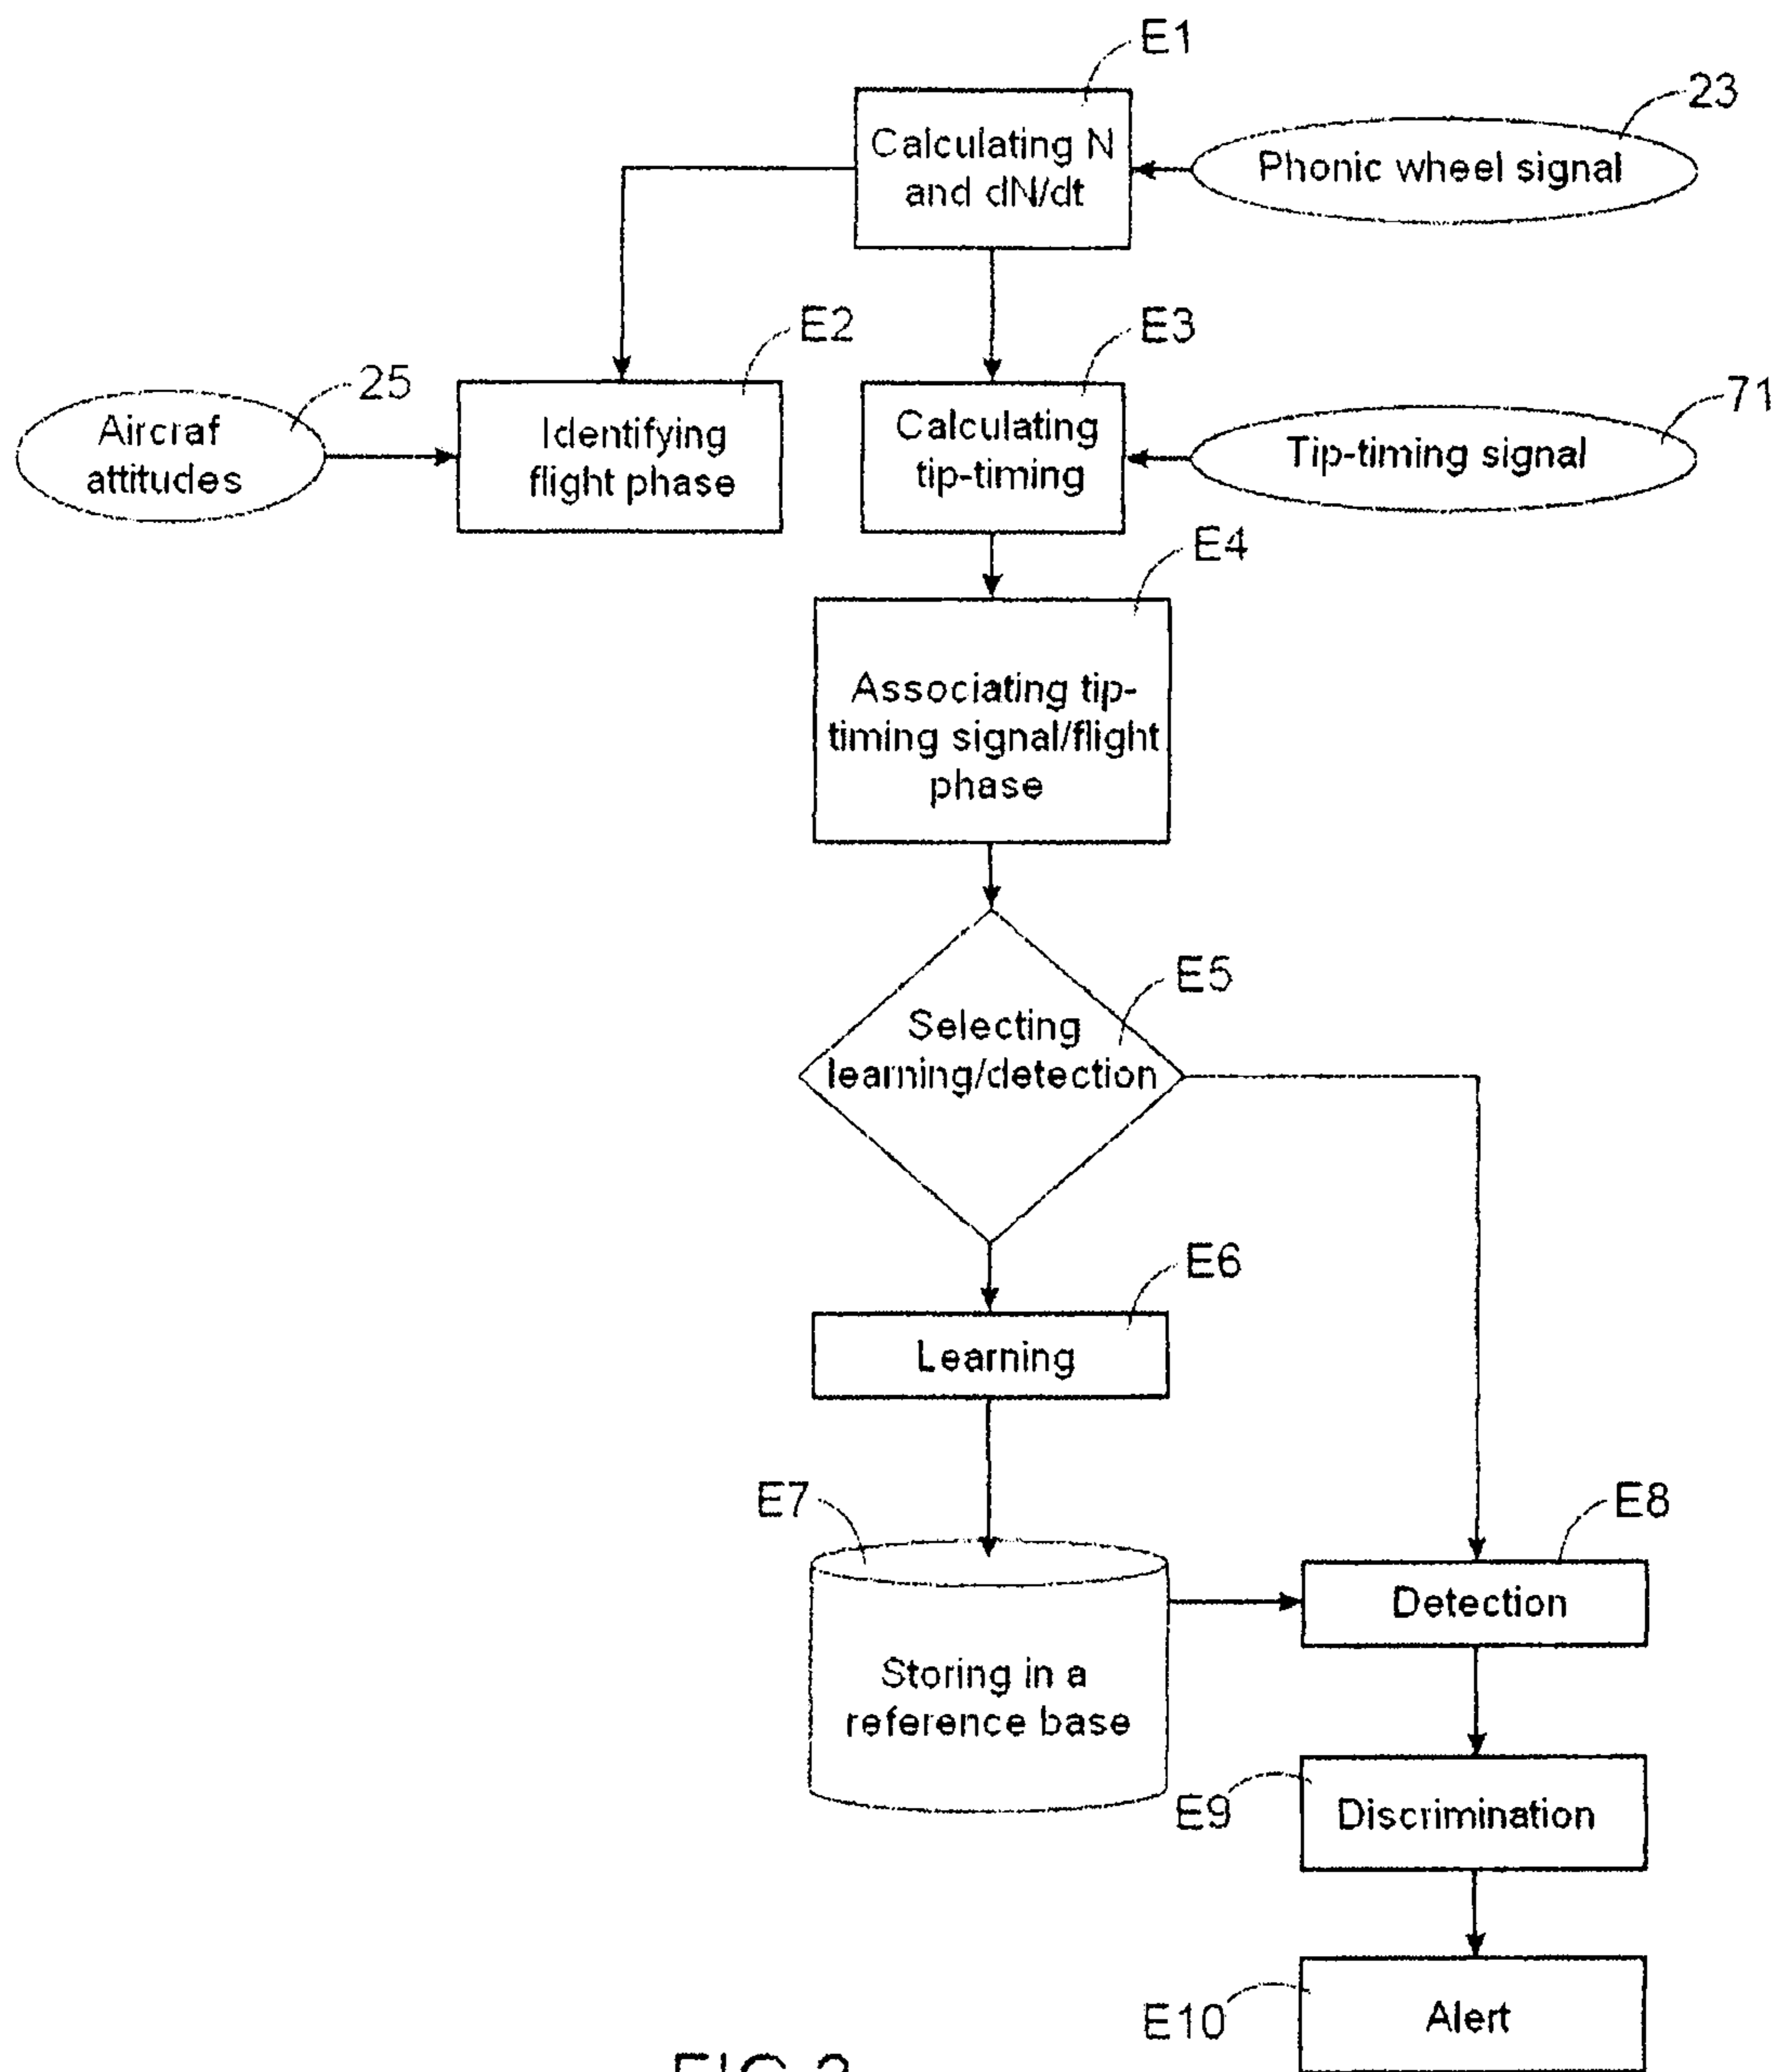 E1
Calculating N
and dN/dt
23
Phonic wheel signal
E2
E3
25
Aircraf
attitudes
Identifying
flight phase
Calculating
tip-timing
71
Tip-timing signal
E4
Associating tip-
timing signal/flight
phase
E5
Selecting
learning/detection
E6
Learning
E7
E8
Detection
Storing in a
reference base
E9
Discrimination
E10
Alert